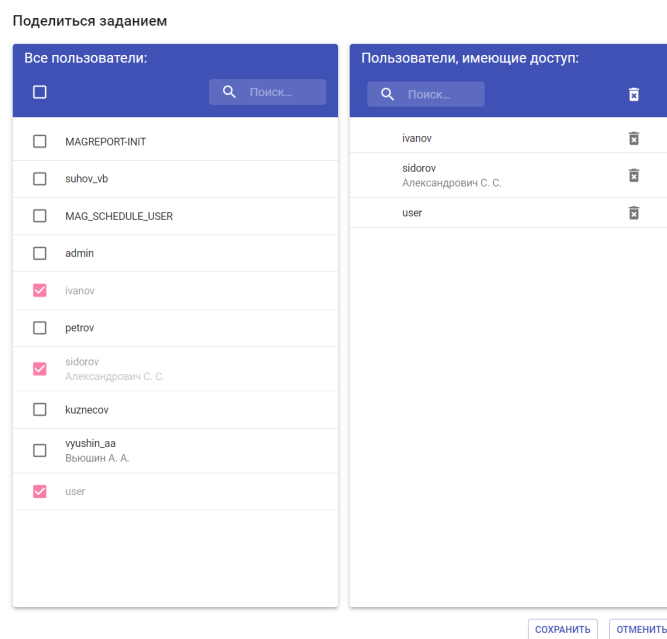 Поделиться заданием
Все пользователи:
Поиск...
MAGREPORT-INIT
suhov_vb
MAG_SCHEDULE_USER
admin
ivanov
petrov
sidorov
Александрович С. С.
kuznecov
vyushin_aa
Вьюшин А. А.
user
Пользователи, имеющие доступ:
Поиск...
ivanov
sidorov
Александрович С. С.
user
СОХРАНИТЬ
ОТМЕНИТЬ